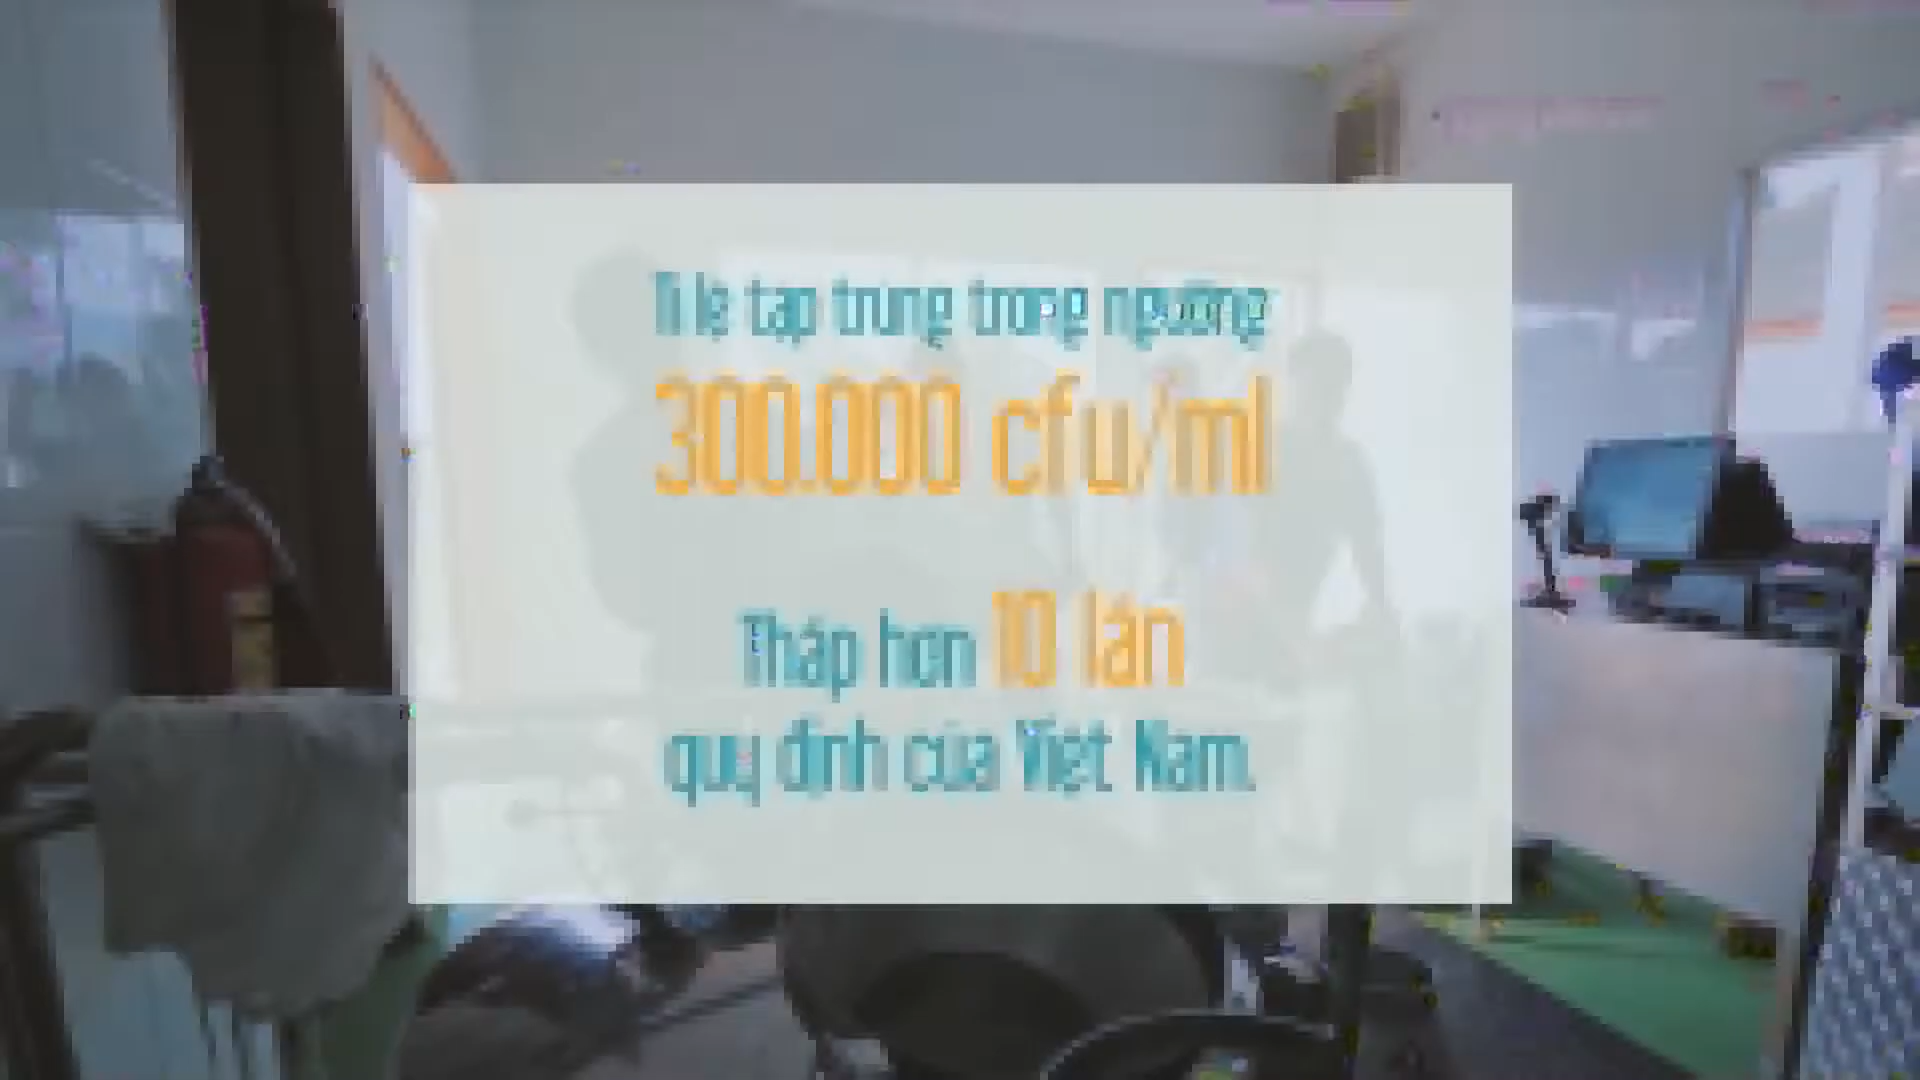 Tỉ lệ tạp trùng trong ngưỡng
300.000 cfu/ml
Thấp hơn 10 lần
quy định của Việt Nam.